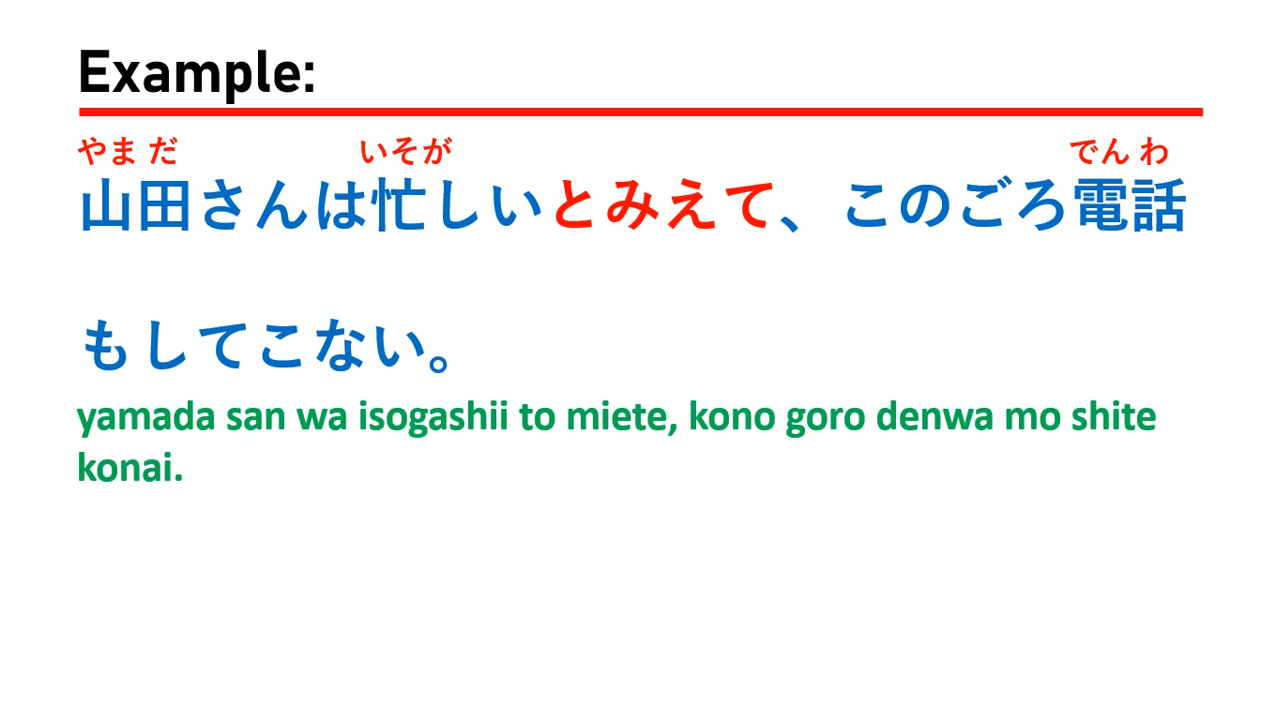 Example:
やま だ いそが でん わ
山田さんは忙しいとみえて、このごろ電話
もしてこない。
yamada san wa isogashii to miete, kono goro denwa mo shite
konai.